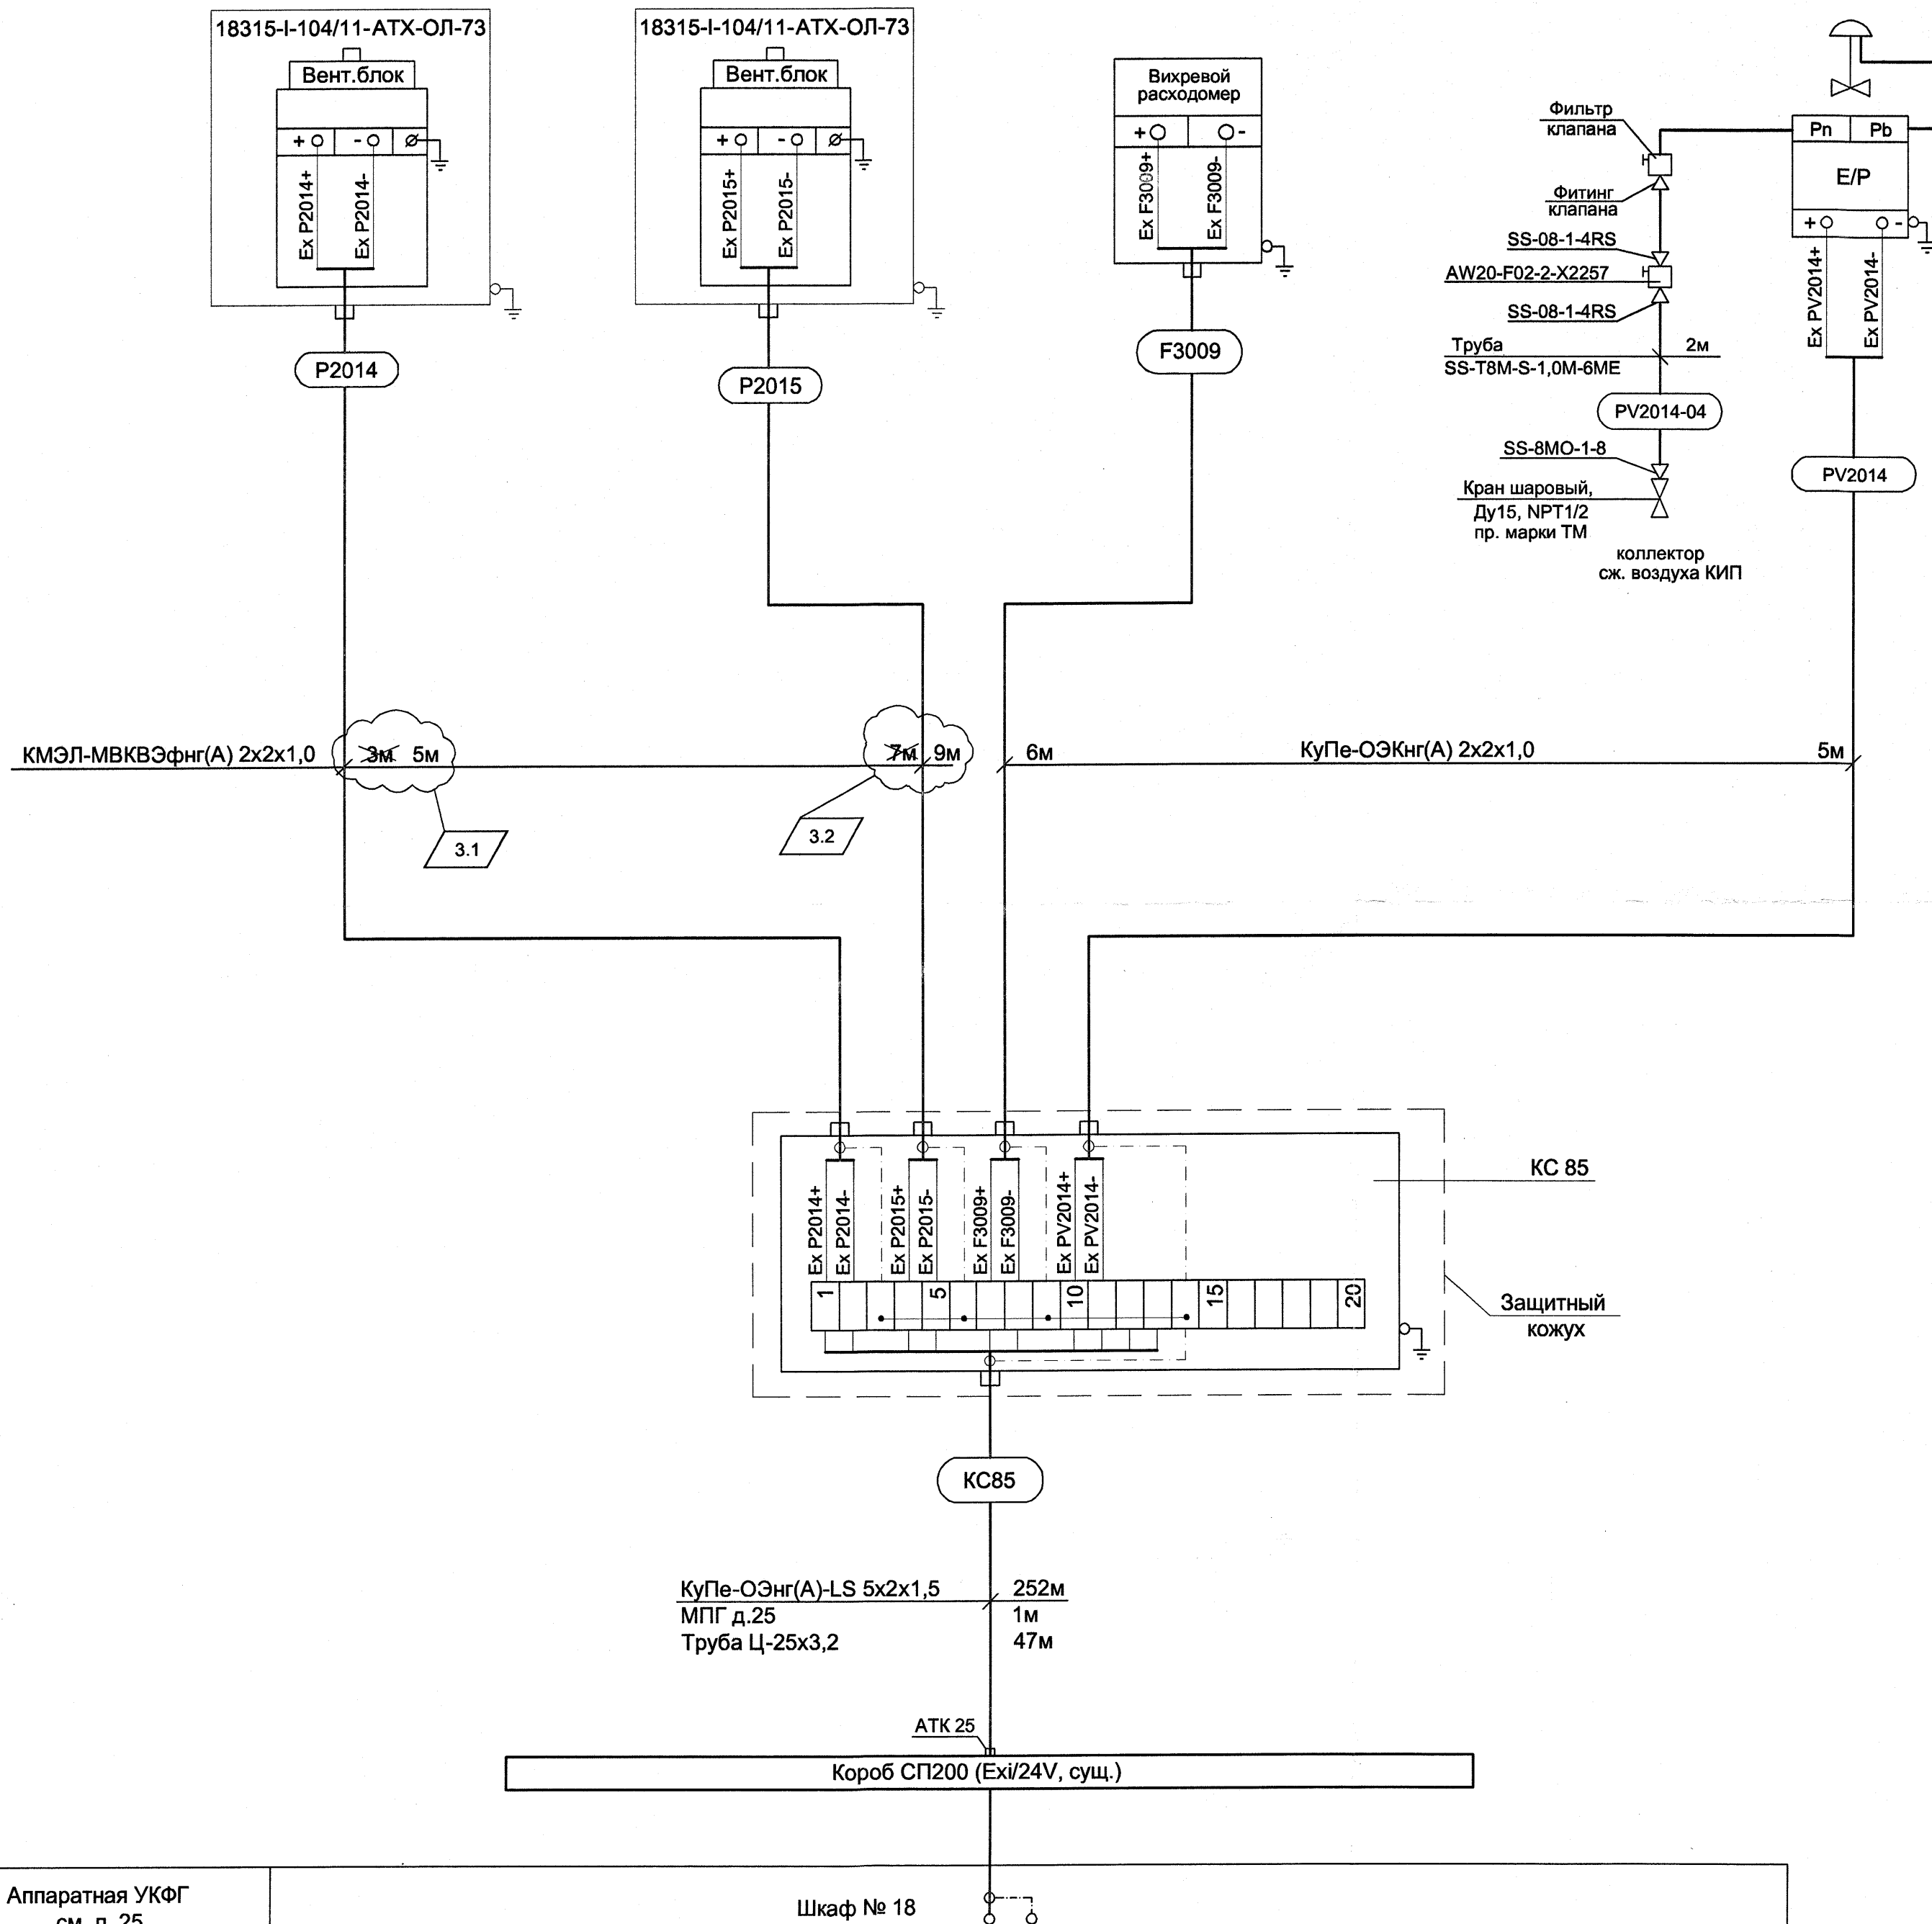 18315-I-104/11-АТХ-ОЛ-73
Вент.блок
+
-
Ex P2014+
Ex P2014-
P2014
18315-I-104/11-АТХ-ОЛ-73
Вент.блок
+
-
Ex P2015+
Ex P2015-
P2015
Вихревой
расходомер
+
-
Ex F3009+
Ex F3009-
F3009
Фильтр
клапана
Фитинг
клапана
SS-08-1-4RS
AW20-F02-2-X2257
SS-08-1-4RS
Труба
2м
SS-T8M-S-1,0M-6ME
PV2014-04
SS-8MO-1-8
Кран шаровый,
Ду15, NPT1/2
пр. марки ТМ
коллектор
сж. воздуха КИП
Pn
Pb
E/P
+
-
Ex PV2014+
Ex PV2014-
PV2014
КМЭЛ-МВКВЭфнг(А) 2х2х1,0
3м
5м
7м
9м
6м
КуПе-ОЭКнг(А) 2х2х1,0
5м
3.1
3.2
Ex P2014+
Ex P2014-
Ex P2015+
Ex P2015-
Ex F3009+
Ex F3009-
Ex PV2014+
Ex PV2014-
1
5
10
15
20
КС 85
Защитный
кожух
КС85
КуПе-ОЭнг(А)-LS 5х2х1,5
252м
МПГ д.25
1м
Труба Ц-25х3,2
47м
АТК 25
Короб СП200 (Exi/24V, сущ.)
Аппаратная УКФГ
см. л. 25
Шкаф № 18